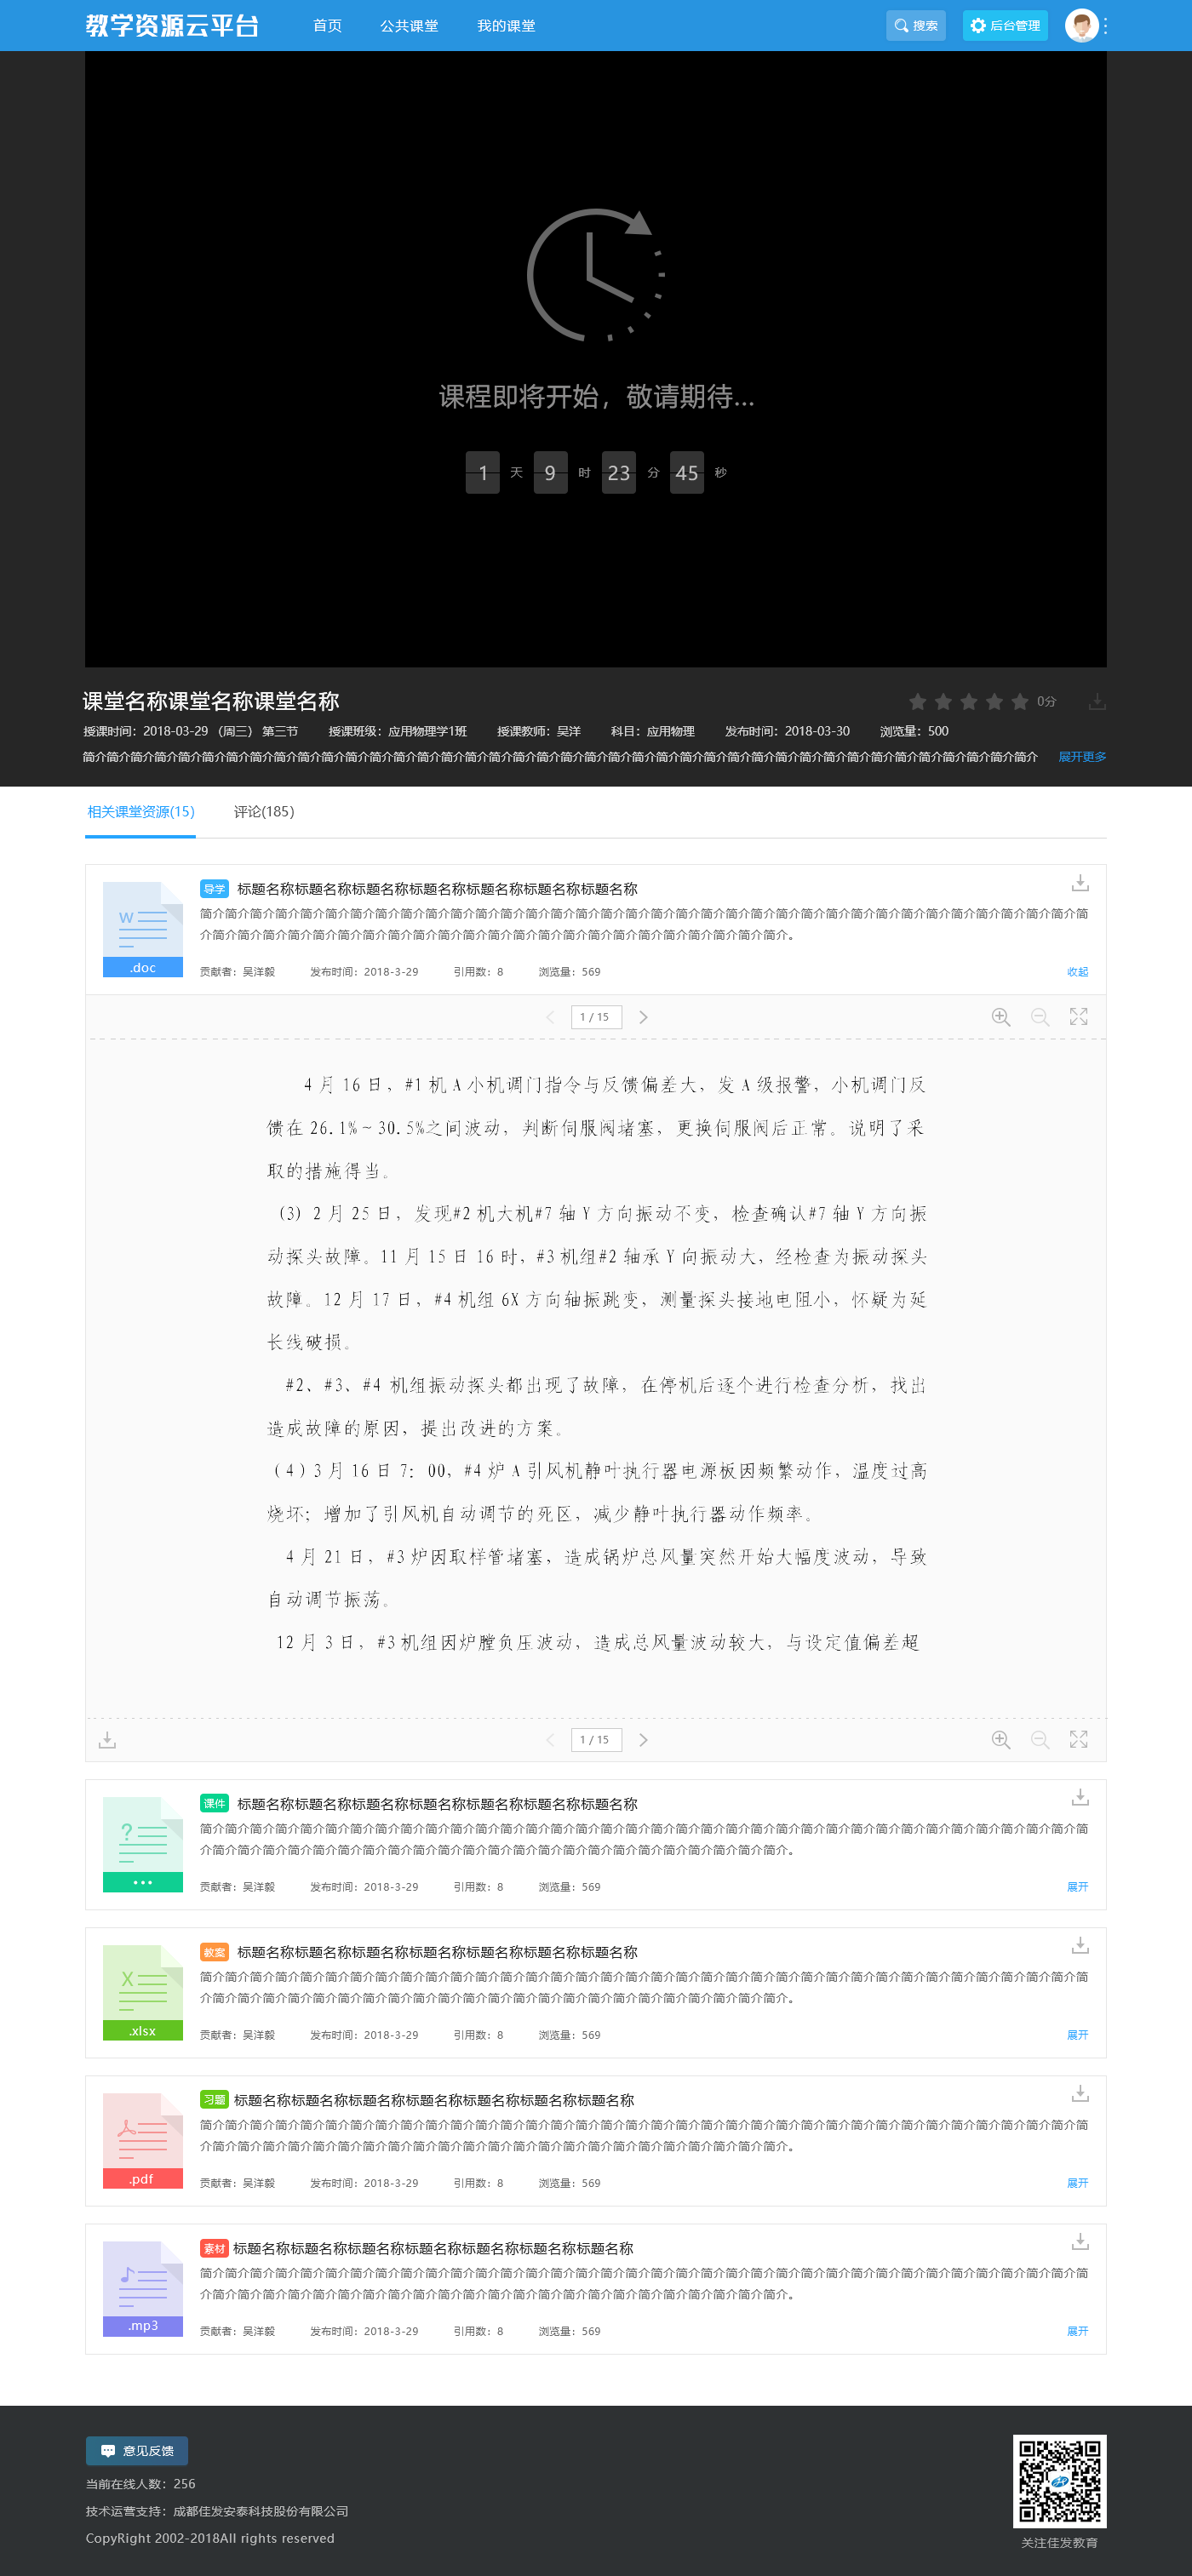 教学资源云平台 首页 公共课堂 我的课堂 搜索 后台管理
课程即将开始，敬请期待...
1 天 9 时 23 分 45 秒
课堂名称课堂名称课堂名称 0分
授课时间：2018-03-29 （周三） 第三节 授课班级：应用物理学1班 授课教师：吴洋 科目：应用物理 发布时间：2018-03-30 浏览量：500
简介简介简介简介简介简介简介简介简介简介简介简介简介简介简介简介简介简介简介简介简介简介简介简介简介简介简介简介简介简介简介简介简介简介简介简介简介简介简介简介 展开更多
相关课堂资源(15) 评论(185)
导学 标题名称标题名称标题名称标题名称标题名称标题名称标题名称
简介简介简介简介简介简介简介简介简介简介简介简介简介简介简介简介简介简介简介简介简介简介简介简介简介简介简介简介简介简介简介简介简介简介简介简
介简介简介简介简介简介简介简介简介简介简介简介简介简介简介简介简介简介简介简介简介简介简介简介。
W
.doc
贡献者：吴洋毅 发布时间：2018-3-29 引用数：8 浏览量：569 收起
1 / 15
4 月 16 日，#1 机 A 小机调门指令与反馈偏差大，发 A 级报警，小机调门反
馈在 26.1%~30.5%之间波动，判断伺服阀堵塞，更换伺服阀后正常。说明了采
取的措施得当。
(3) 2 月 25 日，发现#2 机大机#7 轴 Y 方向振动不变，检查确认#7 轴 Y 方向振
动探头故障。11 月 15 日 16 时，#3 机组#2 轴承 Y 向振动大，经检查为振动探头
故障。12 月 17 日，#4 机组 6X 方向轴振跳变，测量探头接地电阻小，怀疑为延
长线破损。
#2、#3、#4 机组振动探头都出现了故障，在停机后逐个进行检查分析，找出
造成故障的原因，提出改进的方案。
（4）3 月 16 日 7：00，#4 炉 A 引风机静叶执行器电源板因频繁动作，温度过高
烧坏；增加了引风机自动调节的死区，减少静叶执行器动作频率。
4 月 21 日，#3 炉因取样管堵塞，造成锅炉总风量突然开始大幅度波动，导致
自动调节振荡。
12 月 3 日，#3 机组因炉膛负压波动，造成总风量波动较大，与设定值偏差超
1 / 15
课件 标题名称标题名称标题名称标题名称标题名称标题名称标题名称
简介简介简介简介简介简介简介简介简介简介简介简介简介简介简介简介简介简介简介简介简介简介简介简介简介简介简介简介简介简介简介简介简介简介简介简
介简介简介简介简介简介简介简介简介简介简介简介简介简介简介简介简介简介简介简介简介简介简介简介。
?
...
贡献者：吴洋毅 发布时间：2018-3-29 引用数：8 浏览量：569 展开
教案 标题名称标题名称标题名称标题名称标题名称标题名称标题名称
简介简介简介简介简介简介简介简介简介简介简介简介简介简介简介简介简介简介简介简介简介简介简介简介简介简介简介简介简介简介简介简介简介简介简介简
介简介简介简介简介简介简介简介简介简介简介简介简介简介简介简介简介简介简介简介简介简介简介简介。
X
.xlsx
贡献者：吴洋毅 发布时间：2018-3-29 引用数：8 浏览量：569 展开
习题 标题名称标题名称标题名称标题名称标题名称标题名称标题名称
简介简介简介简介简介简介简介简介简介简介简介简介简介简介简介简介简介简介简介简介简介简介简介简介简介简介简介简介简介简介简介简介简介简介简介简
介简介简介简介简介简介简介简介简介简介简介简介简介简介简介简介简介简介简介简介简介简介简介简介。
.pdf
贡献者：吴洋毅 发布时间：2018-3-29 引用数：8 浏览量：569 展开
素材 标题名称标题名称标题名称标题名称标题名称标题名称标题名称
简介简介简介简介简介简介简介简介简介简介简介简介简介简介简介简介简介简介简介简介简介简介简介简介简介简介简介简介简介简介简介简介简介简介简介简
介简介简介简介简介简介简介简介简介简介简介简介简介简介简介简介简介简介简介简介简介简介简介简介。
.mp3
贡献者：吴洋毅 发布时间：2018-3-29 引用数：8 浏览量：569 展开
意见反馈
当前在线人数：256
技术运营支持：成都佳发安泰科技股份有限公司
CopyRight 2002-2018All rights reserved
关注佳发教育